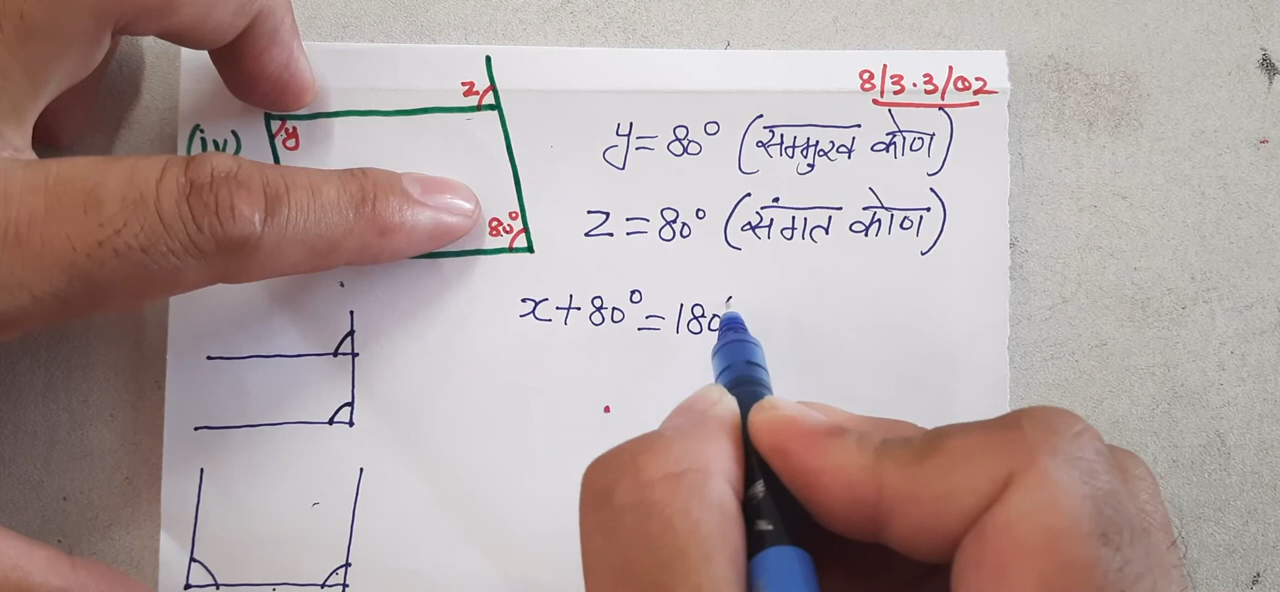 8/3.3/02
(iv)
z
y
80°
y = 80° (सम्मुख कोण)
z = 80° (संगत कोण)
x + 80° = 180°